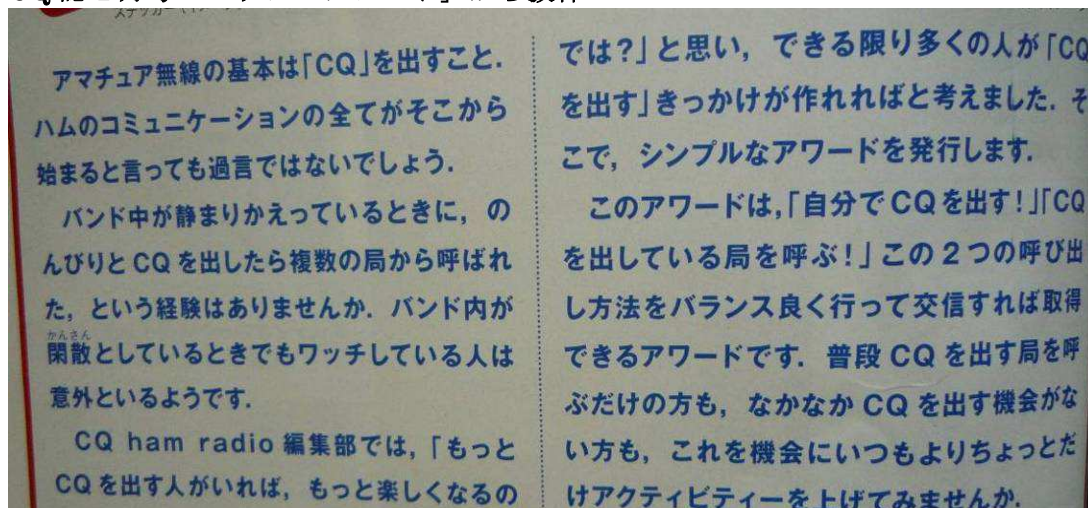 アマチュア無線の基本は「CQ」を出すこと．
ハムのコミュニケーションの全てがそこから
始まると言っても過言ではないでしょう．
バンド中が静まりかえっているときに，の
んびりと CQ を出したら複数の局から呼ばれ
た，という経験はありませんか．バンド内が
かんさん
閑散としているときでもワッチしている人は
意外といるようです．
CQ ham radio 編集部では，「もっと
CQ を出す人がいれば，もっと楽しくなるの
では？」と思い，できる限り多くの人が「CQ
を出す」きっかけが作れればと考えました．そ
こで，シンプルなアワードを発行します．
このアワードは，「自分で CQ を出す！」「CQ
を出している局を呼ぶ！」この 2 つの呼び出
し方法をバランス良く行って交信すれば取得
できるアワードです．普段 CQ を出す局を呼
ぶだけの方も，なかなか CQ を出す機会がな
い方も，これを機会にいつもよりちょっとだ
けアクティビティーを上げてみませんか．